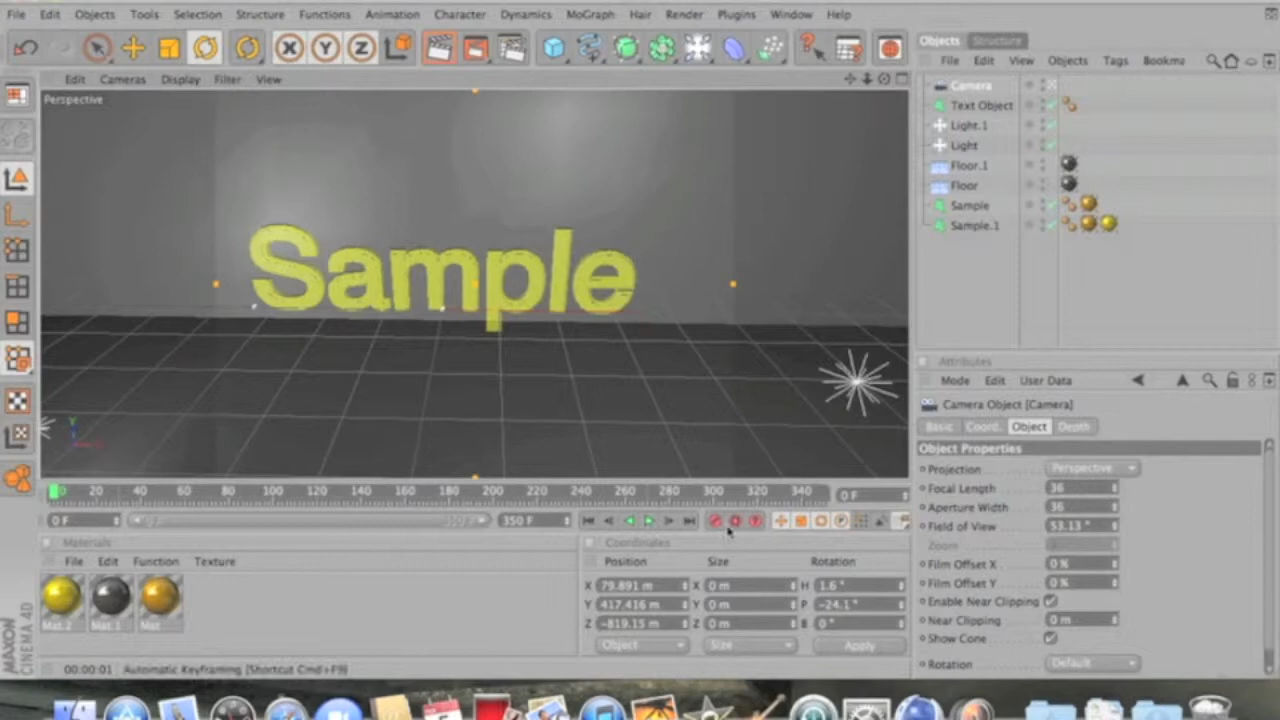 File Edit Objects Tools Selection Structure Functions Animation Character Dynamics MoGraph Hair Render Plugins Window Help
Objects Structure
File Edit View Objects Tags Bookma
Edit Cameras Display Filter View
Perspective
Camera
Text Object
Light.1
Light
Floor.1
Floor
Sample
Sample.1
Sample
Attributes
Mode Edit User Data
Camera Object [Camera]
Basic Coord. Object Depth
Object Properties
Projection Perspective
Focal Length 36
Aperture Width 36
Field of View 53.13 °
Zoom
Film Offset X 0 %
Film Offset Y 0 %
Enable Near Clipping
Near Clipping 0 m
Show Cone
Rotation Default
0 20 40 60 80 100 120 140 160 180 200 220 240 260 280 300 320 340
0 F
0 F 350 F
Materials
File Edit Function Texture
Mat.2 Mat.1 Mat
Coordinates
Position Size Rotation
X 79.891 m X 0 m H 1.6 °
Y 417.416 m Y 0 m P -24.1 °
Z -819.15 m Z 0 m B 0 °
Object Size Apply
MAXON
CINEMA 4D
00:00:01 Automatic Keyframing [Shortcut Cmd+F9]